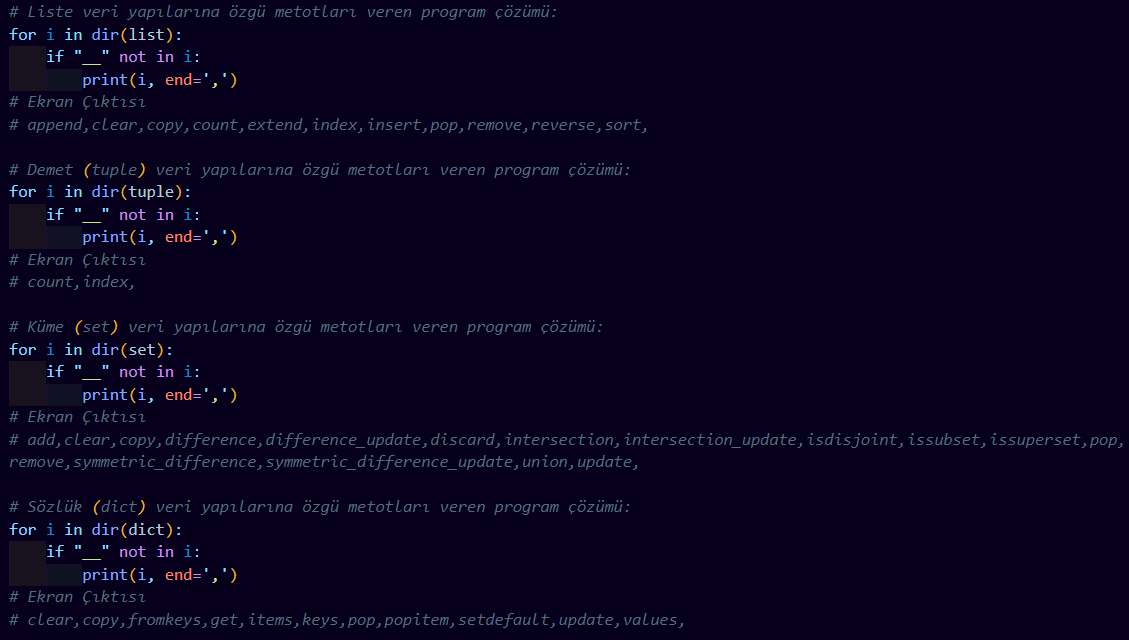 # Liste veri yapılarına özgü metotları veren program çözümü:
for i in dir(list):
    if "__" not in i:
        print(i, end=',')
# Ekran Çıktısı
# append,clear,copy,count,extend,index,insert,pop,remove,reverse,sort,

# Demet (tuple) veri yapılarına özgü metotları veren program çözümü:
for i in dir(tuple):
    if "__" not in i:
        print(i, end=',')
# Ekran Çıktısı
# count,index,

# Küme (set) veri yapılarına özgü metotları veren program çözümü:
for i in dir(set):
    if "__" not in i:
        print(i, end=',')
# Ekran Çıktısı
# add,clear,copy,difference,difference_update,discard,intersection,intersection_update,isdisjoint,issubset,issuperset,pop,
remove,symmetric_difference,symmetric_difference_update,union,update,

# Sözlük (dict) veri yapılarına özgü metotları veren program çözümü:
for i in dir(dict):
    if "__" not in i:
        print(i, end=',')
# Ekran Çıktısı
# clear,copy,fromkeys,get,items,keys,pop,popitem,setdefault,update,values,